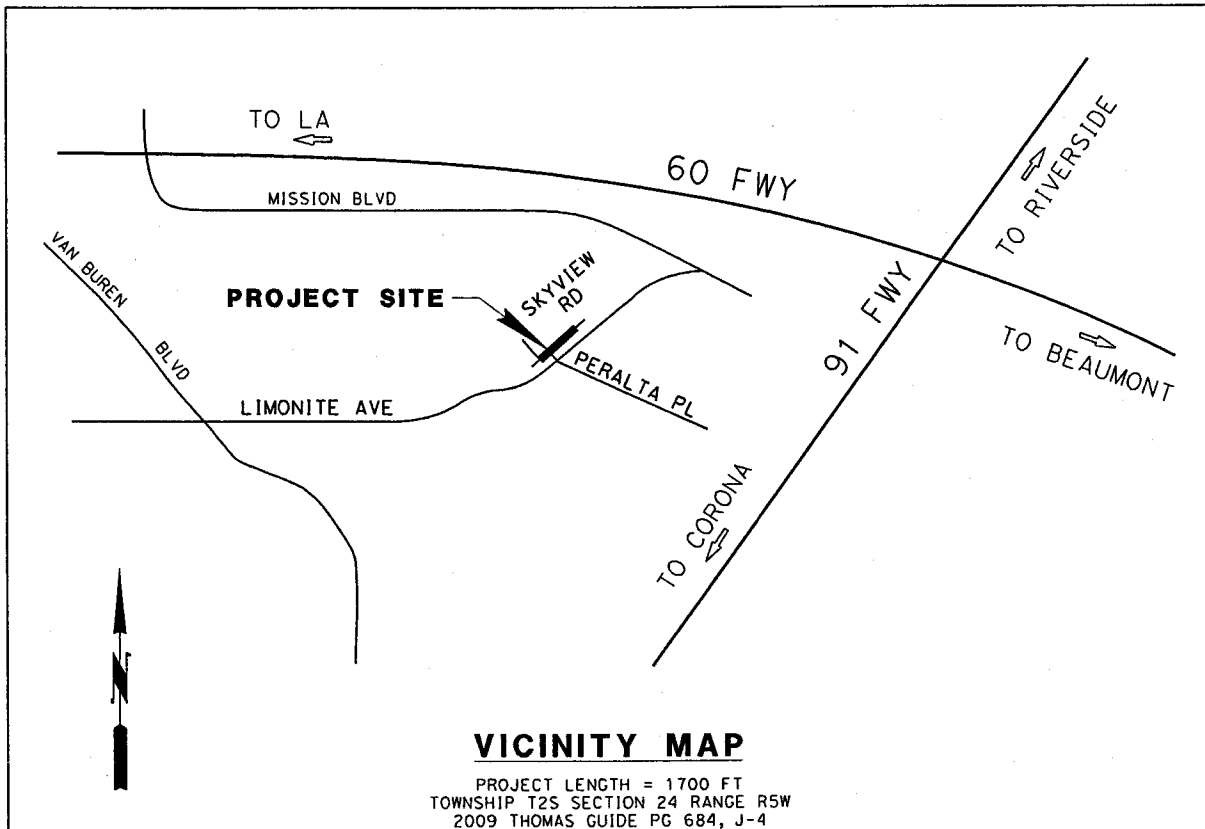 TO LA
60 FWY
MISSION BLVD
TO RIVERSIDE
VAN BUREN
BLVD
SKYVIEW
RD
PROJECT SITE
91 FWY
TO BEAUMONT
PERALTA PL
LIMONITE AVE
TO CORONA
N
VICINITY MAP
PROJECT LENGTH = 1700 FT
TOWNSHIP T2S SECTION 24 RANGE R5W
2009 THOMAS GUIDE PG 684, J-4